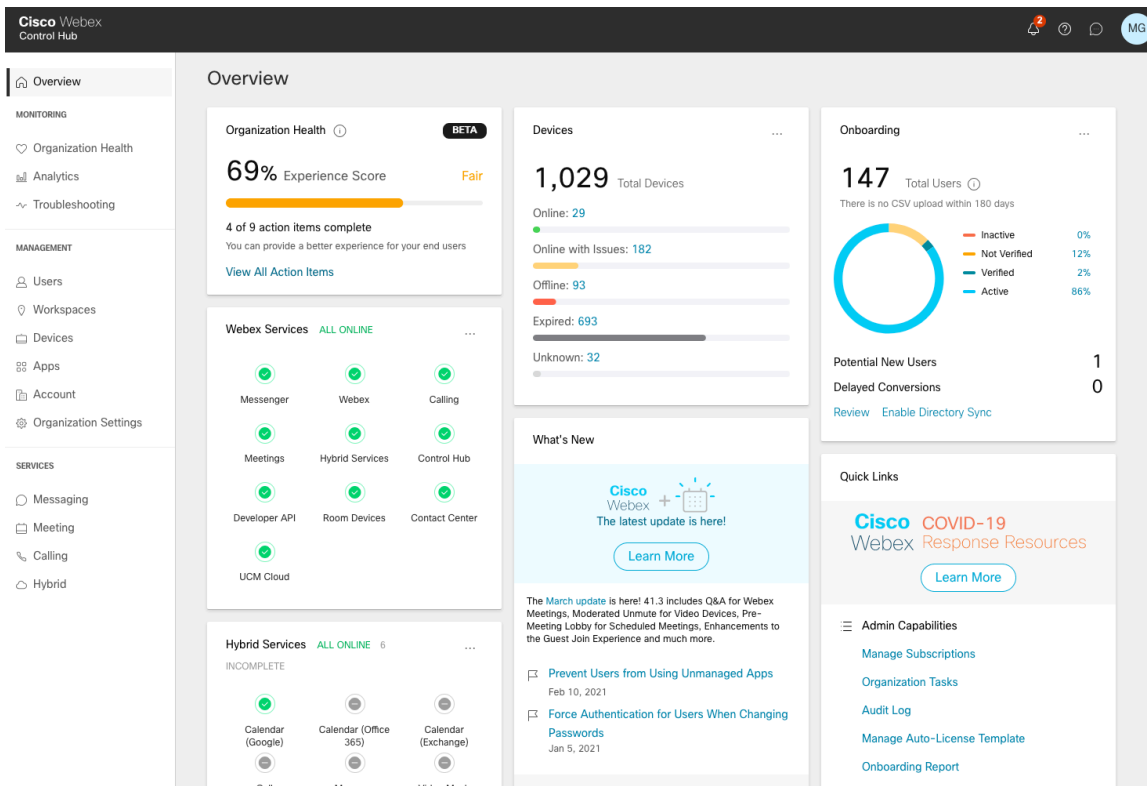 Cisco Webex
Control Hub
2
MG
Overview
MONITORING
Organization Health
Analytics
Troubleshooting
MANAGEMENT
Users
Workspaces
Devices
Apps
Account
Organization Settings
SERVICES
Messaging
Meeting
Calling
Hybrid
Overview
Organization Health
BETA
69% Experience Score Fair
4 of 9 action items complete
You can provide a better experience for your end users
View All Action Items
Webex Services ALL ONLINE ...
Messenger Webex Calling
Meetings Hybrid Services Control Hub
Developer API Room Devices Contact Center
UCM Cloud
Hybrid Services ALL ONLINE 6 ...
INCOMPLETE
Calendar (Google)
Calendar (Office 365)
Calendar (Exchange)
Devices ...
1,029 Total Devices
Online: 29
Online with Issues: 182
Offline: 93
Expired: 693
Unknown: 32
What's New
Cisco
Webex +
The latest update is here!
Learn More
The March update is here! 41.3 includes Q&A for Webex
Meetings, Moderated Unmute for Video Devices, Pre-
Meeting Lobby for Scheduled Meetings, Enhancements to
the Guest Join Experience and much more.
Prevent Users from Using Unmanaged Apps
Feb 10, 2021
Force Authentication for Users When Changing
Passwords
Jan 5, 2021
Onboarding ...
147 Total Users
There is no CSV upload within 180 days
Inactive 0%
Not Verified 12%
Verified 2%
Active 86%
Potential New Users 1
Delayed Conversions 0
Review Enable Directory Sync
Quick Links
Cisco COVID-19
Webex Response Resources
Learn More
Admin Capabilities
Manage Subscriptions
Organization Tasks
Audit Log
Manage Auto-License Template
Onboarding Report